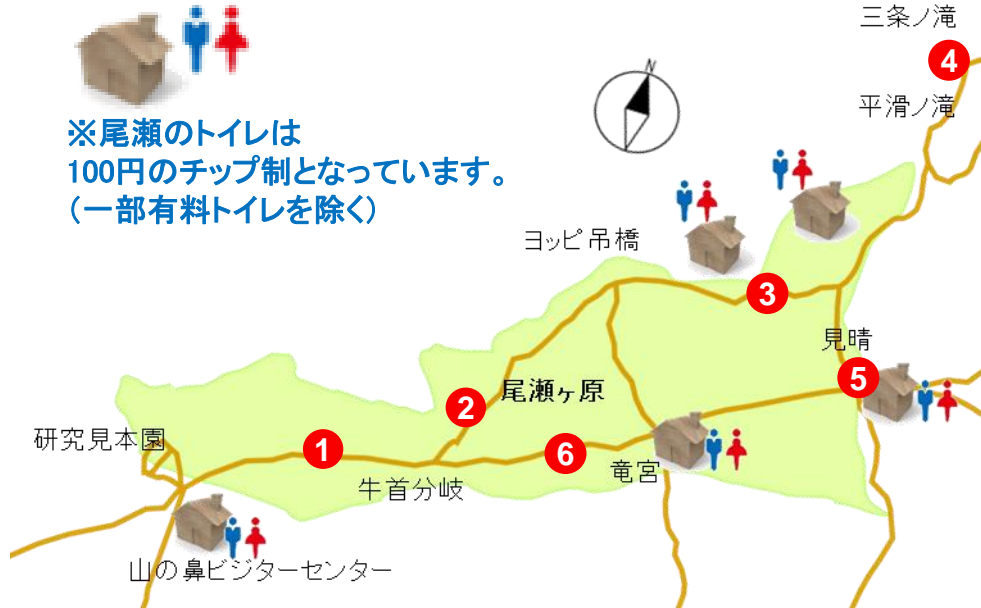 ※尾瀬のトイレは
100円のチップ制となっています。
（一部有料トイレを除く）
N
三条ノ滝
4
平滑ノ滝
ヨッピ吊橋
3
見晴
5
尾瀬ヶ原
2
研究見本園
1
6
牛首分岐
竜宮
山の鼻ビジターセンター